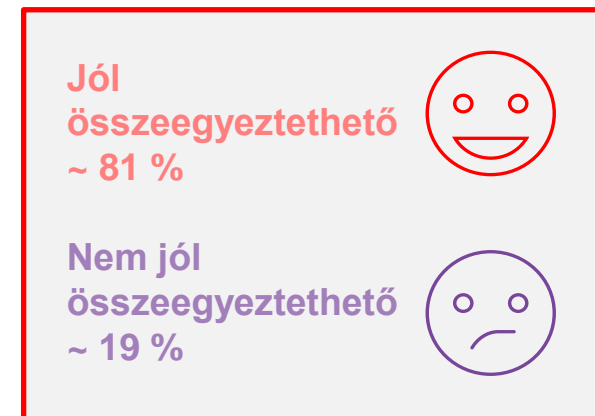 Jól
összeegyeztethető
~ 81 %
Nem jól
összeegyeztethető
~ 19 %